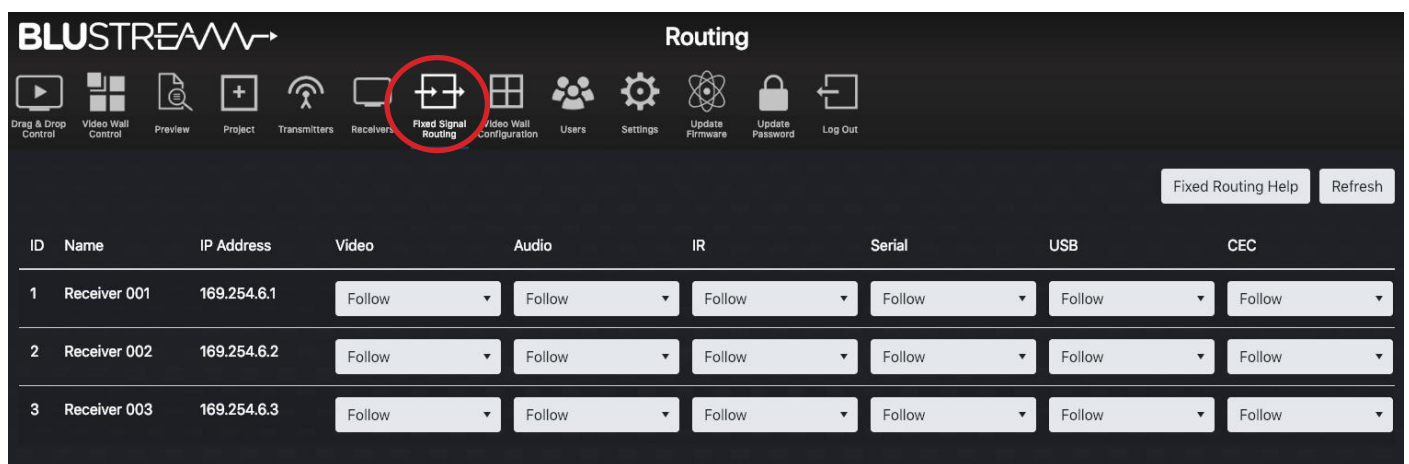 BLUSTREAM
Routing
Drag & Drop Control
Video Wall Control
Preview
Project
Transmitters
Receivers
Fixed Signal Routing
Video Wall Configuration
Users
Settings
Update Firmware
Update Password
Log Out
Fixed Routing Help
Refresh
ID Name IP Address Video Audio IR Serial USB CEC
1 Receiver 001 169.254.6.1 Follow Follow Follow Follow Follow Follow
2 Receiver 002 169.254.6.2 Follow Follow Follow Follow Follow Follow
3 Receiver 003 169.254.6.3 Follow Follow Follow Follow Follow Follow